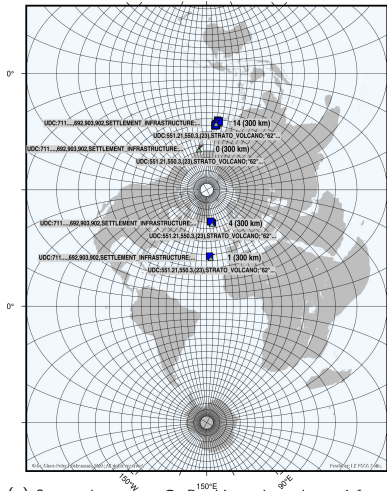 0°
UDC:711...,692,903,902,SETTLEMENT_INFRASTRUCTURE;... 14 (300 km)
UDC:551.21,550.3,(23),STRATO_VOLCANO;"62"...
UDC:711...,692,903,902,SETTLEMENT_INFRASTRUCTURE;... 0 (300 km)
UDC:551.21,550.3,(23),STRATO_VOLCANO;"62"...
UDC:711...,692,903,902,SETTLEMENT_INFRASTRUCTURE;... 4 (300 km)
UDC:551.21,550.3,(23),STRATO_VOLCANO;"62"...
UDC:711...,692,903,902,SETTLEMENT_INFRASTRUCTURE;... 1 (300 km)
UDC:551.21,550.3,(23),STRATO_VOLCANO;"62"...
0°
150°W 150°E 90°E